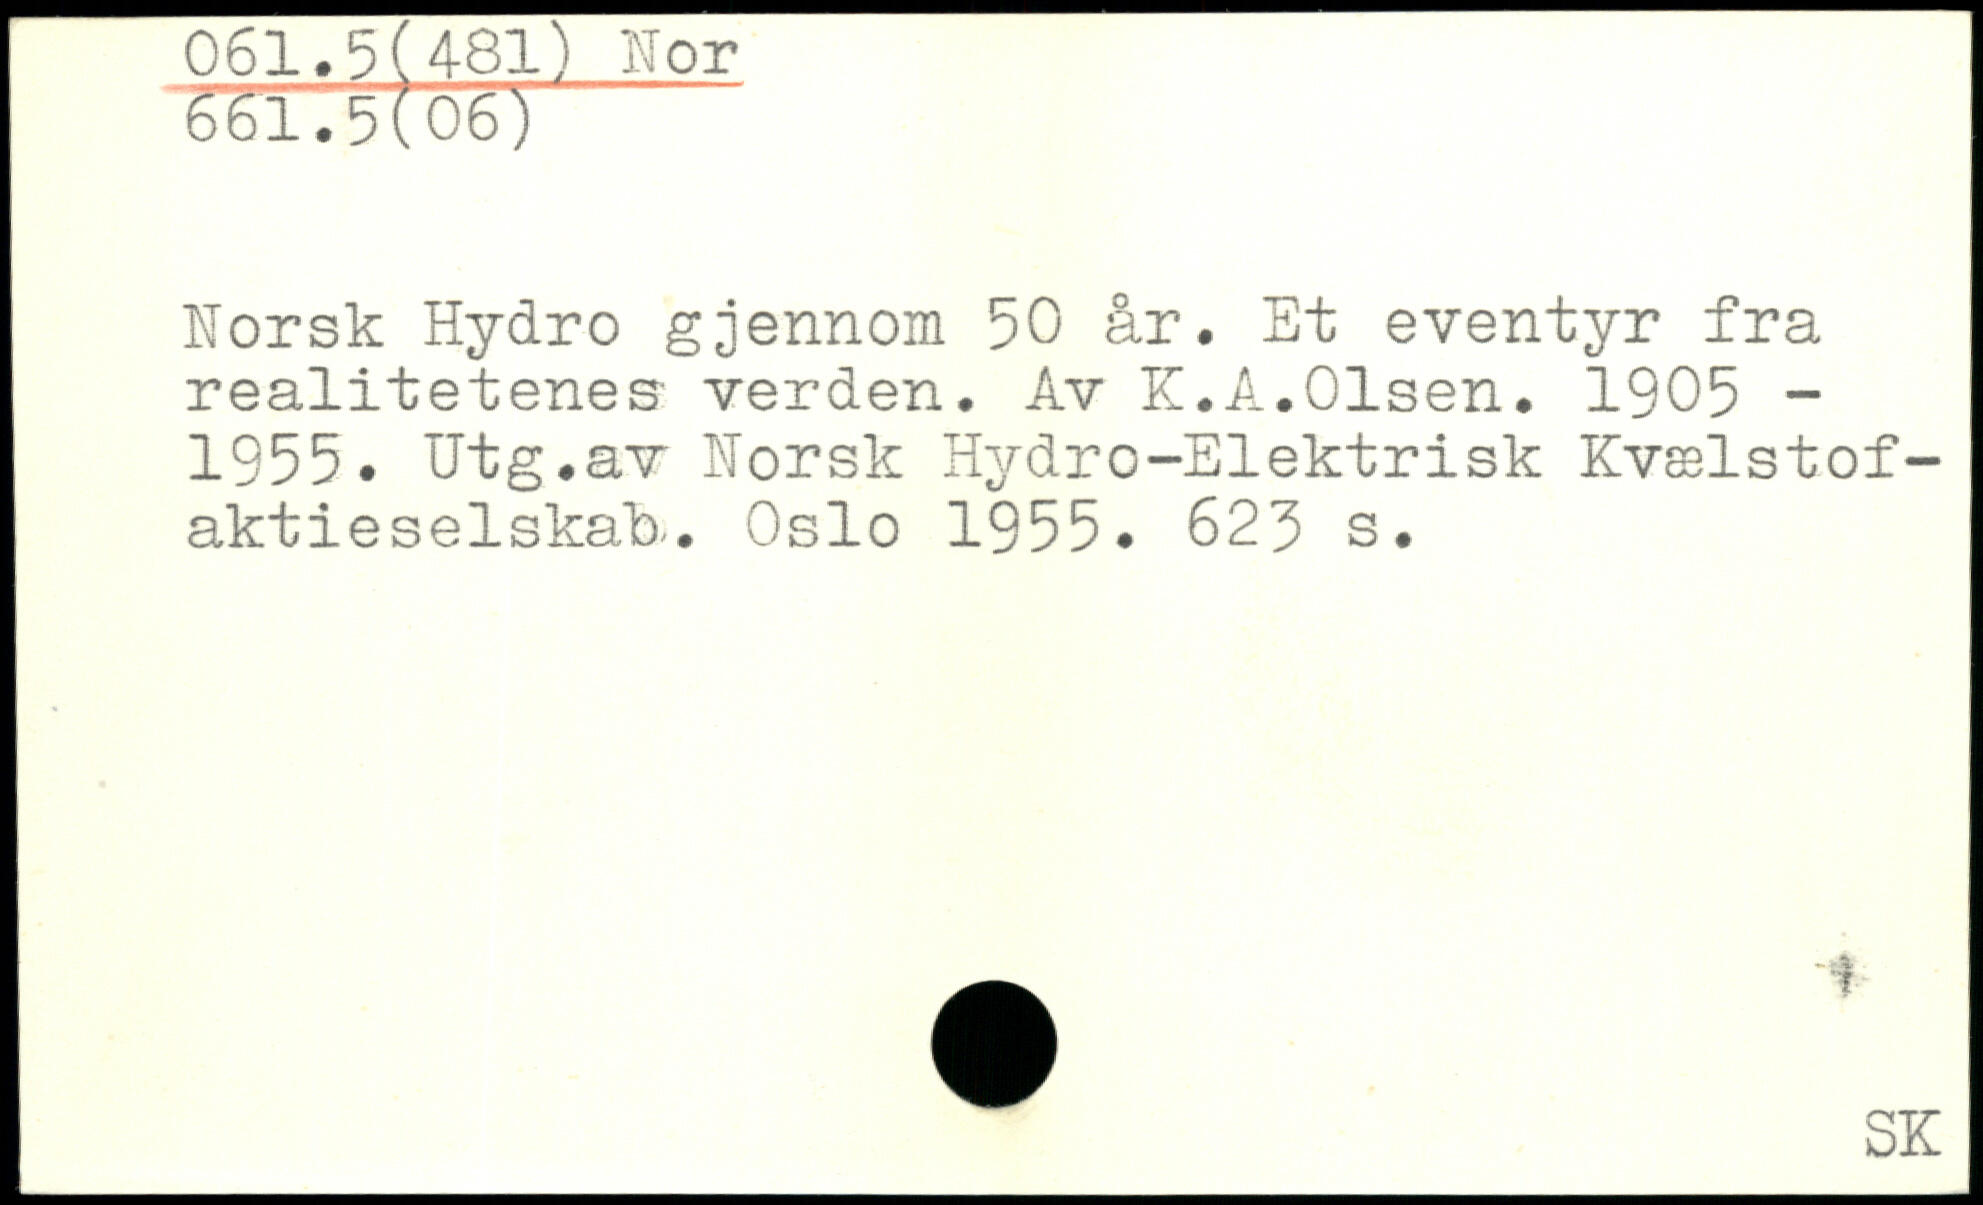 061.5(481) Nor
661.5(06)
Norsk Hydro gjennom 50 år. Et eventyr fra
realitetenes verden. Av K.A.Olsen. 1905 -
1955. Utg.av Norsk Hydro-Elektrisk Kvælstof-
aktieselskab. Oslo 1955. 623 s.
SK